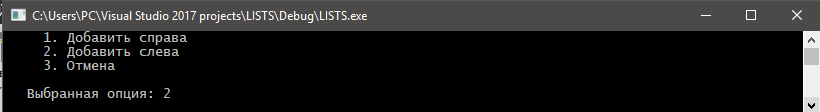 C:\Users\PC\Visual Studio 2017 projects\LISTS\Debug\LISTS.exe
1. Добавить справа
2. Добавить слева
3. Отмена
Выбранная опция: 2